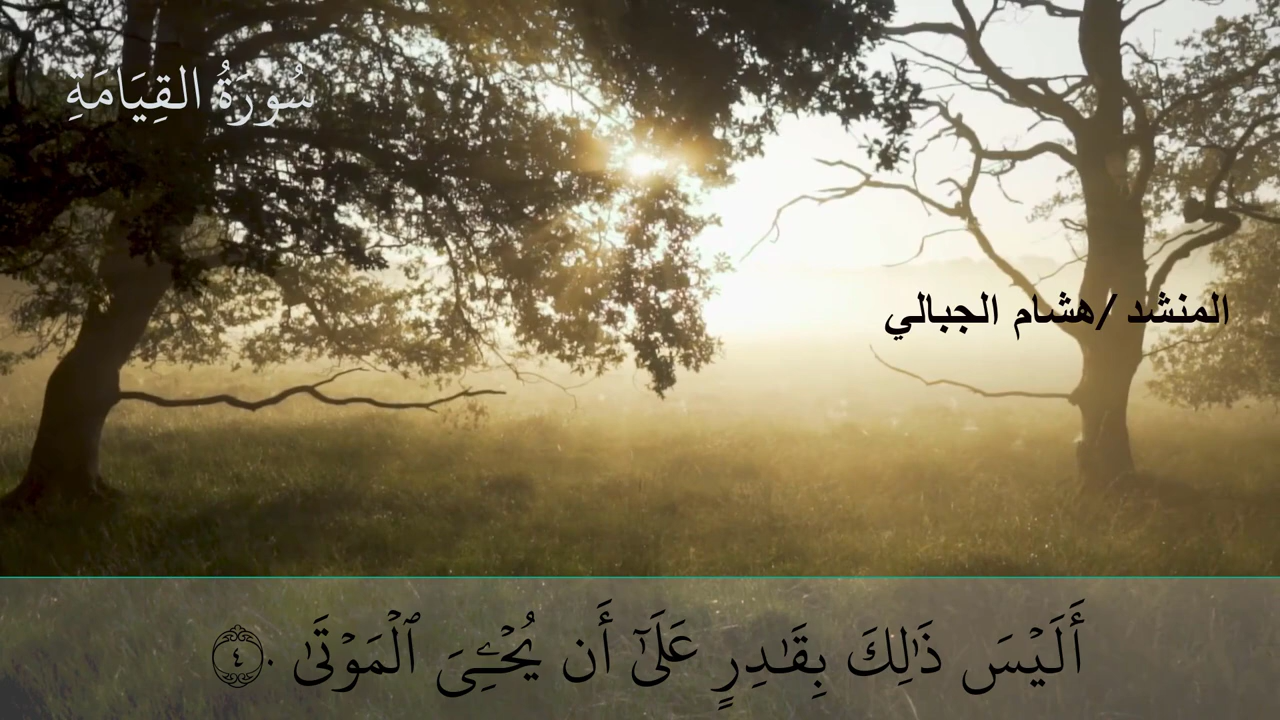 سُورَةُ القِيَامَةِ
المنشد /هشام الجبالي
أَلَيْسَ ذَٰلِكَ بِقَٰدِرٍ عَلَىٰٓ أَن يُحْـِۧيَ ٱلْمَوْتَىٰ ٤٠